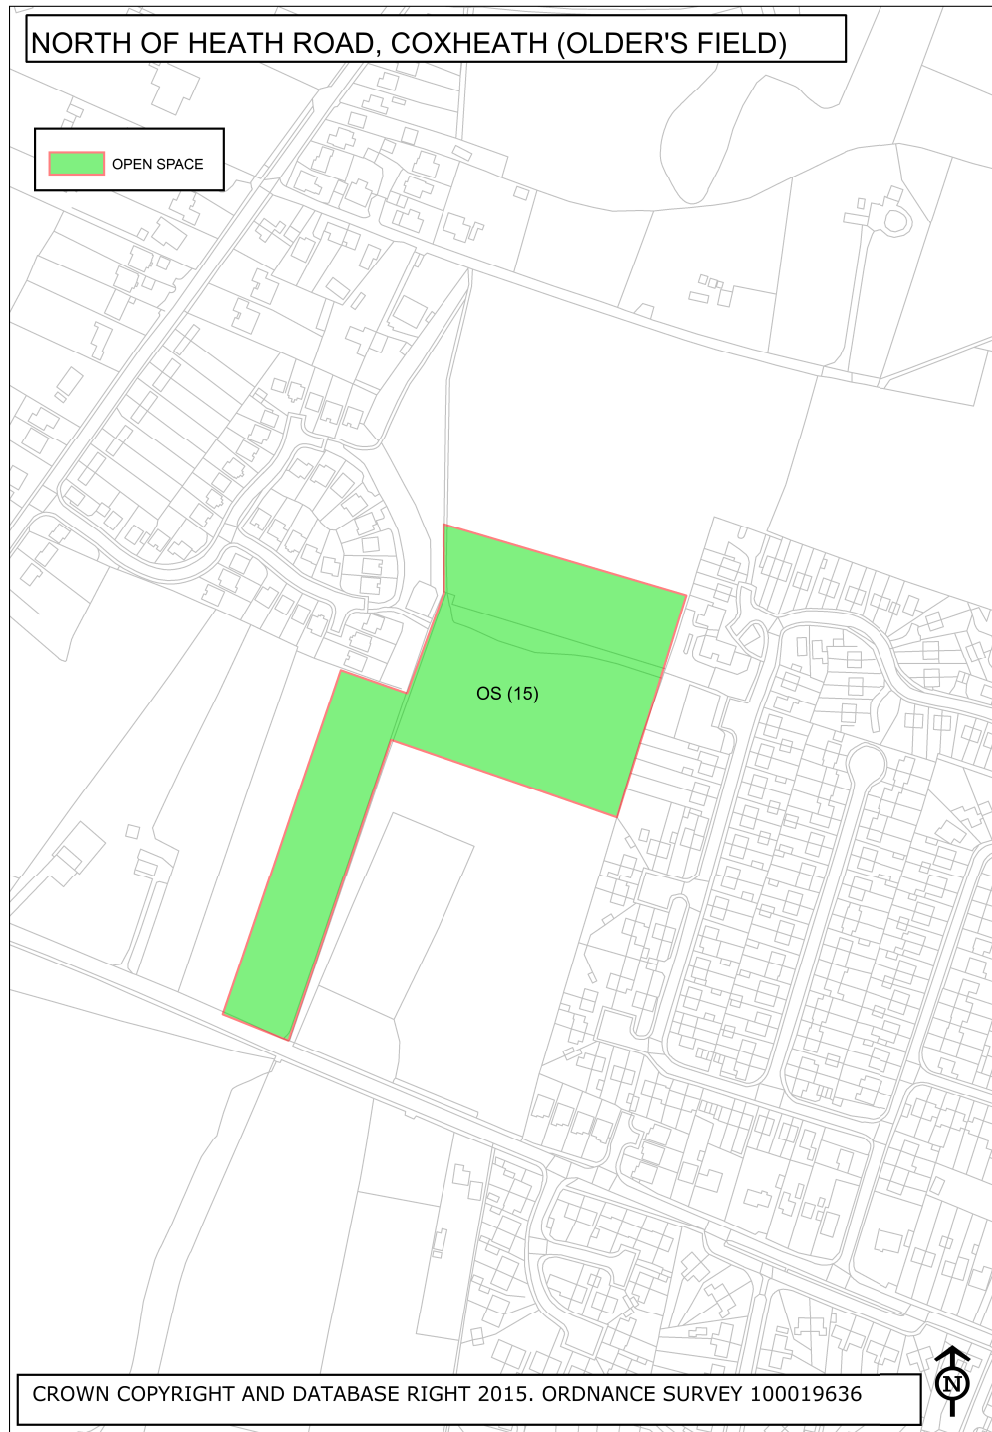 NORTH OF HEATH ROAD, COXHEATH (OLDER'S FIELD)
OPEN SPACE
OS (15)
CROWN COPYRIGHT AND DATABASE RIGHT 2015. ORDNANCE SURVEY 100019636
N